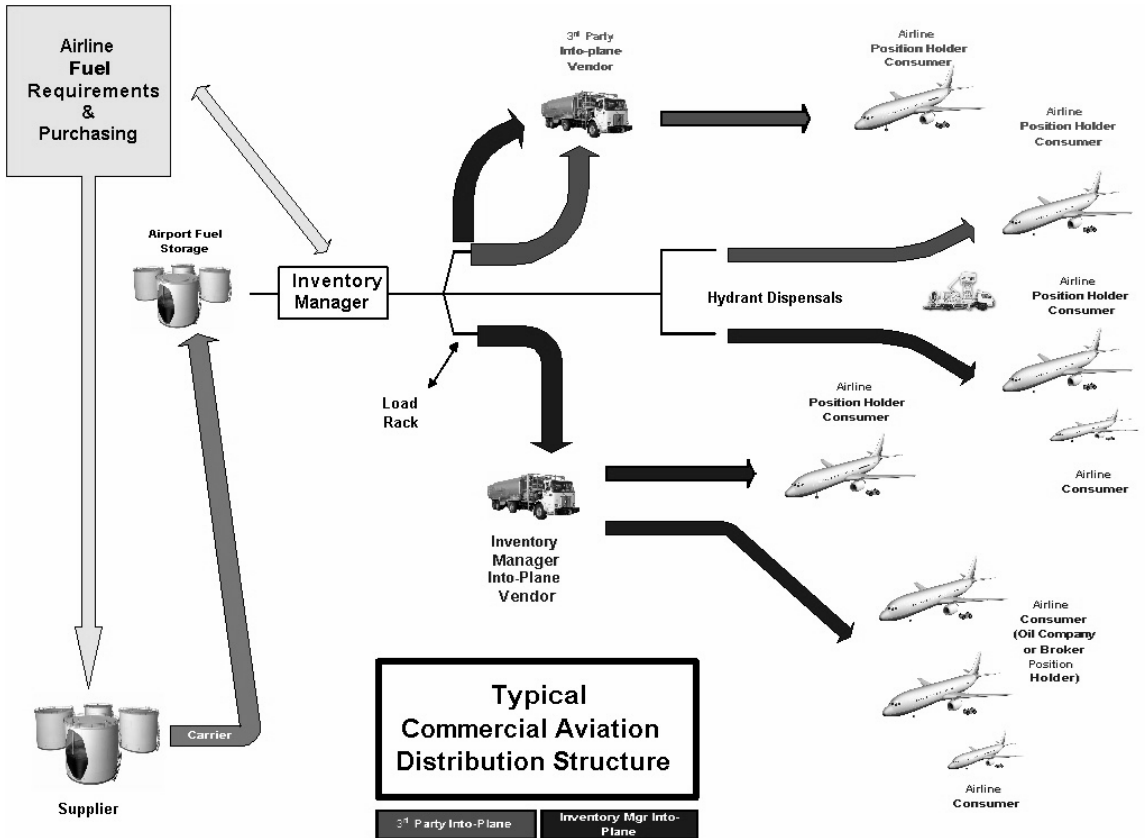 Airline
Fuel
Requirements
&
Purchasing
3rd Party
Into-plane
Vendor
Airline
Position Holder
Consumer
Airline
Position Holder
Consumer
Airport Fuel
Storage
Inventory
Manager
Hydrant Dispensals
Airline
Position Holder
Consumer
Load
Rack
Airline
Position Holder
Consumer
Airline
Consumer
Inventory
Manager
Into-Plane
Vendor
Airline
Consumer
(Oil Company
or Broker
Position
Holder)
Carrier
Supplier
Typical
Commercial Aviation
Distribution Structure
Airline
Consumer
3rd Party Into-Plane
Inventory Mgr Into-
Plane